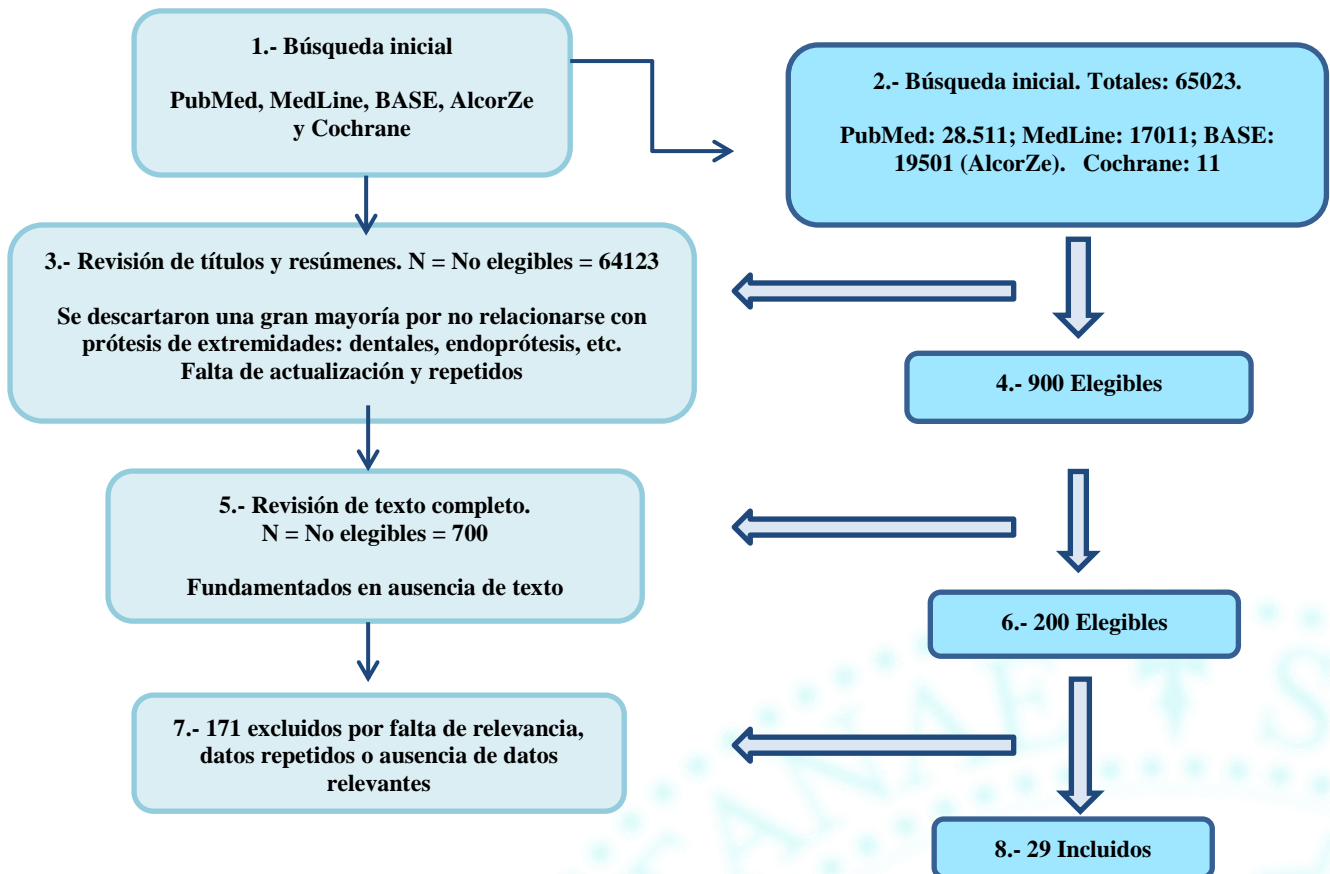 1.- Búsqueda inicial
PubMed, MedLine, BASE, AlcorZe
y Cochrane
2.- Búsqueda inicial. Totales: 65023.
PubMed: 28.511; MedLine: 17011; BASE:
19501 (AlcorZe). Cochrane: 11
3.- Revisión de títulos y resúmenes. N = No elegibles = 64123
Se descartaron una gran mayoría por no relacionarse con
prótesis de extremidades: dentales, endoprótesis, etc.
Falta de actualización y repetidos
4.- 900 Elegibles
5.- Revisión de texto completo.
N = No elegibles = 700
Fundamentados en ausencia de texto
6.- 200 Elegibles
7.- 171 excluidos por falta de relevancia,
datos repetidos o ausencia de datos
relevantes
8.- 29 Incluidos